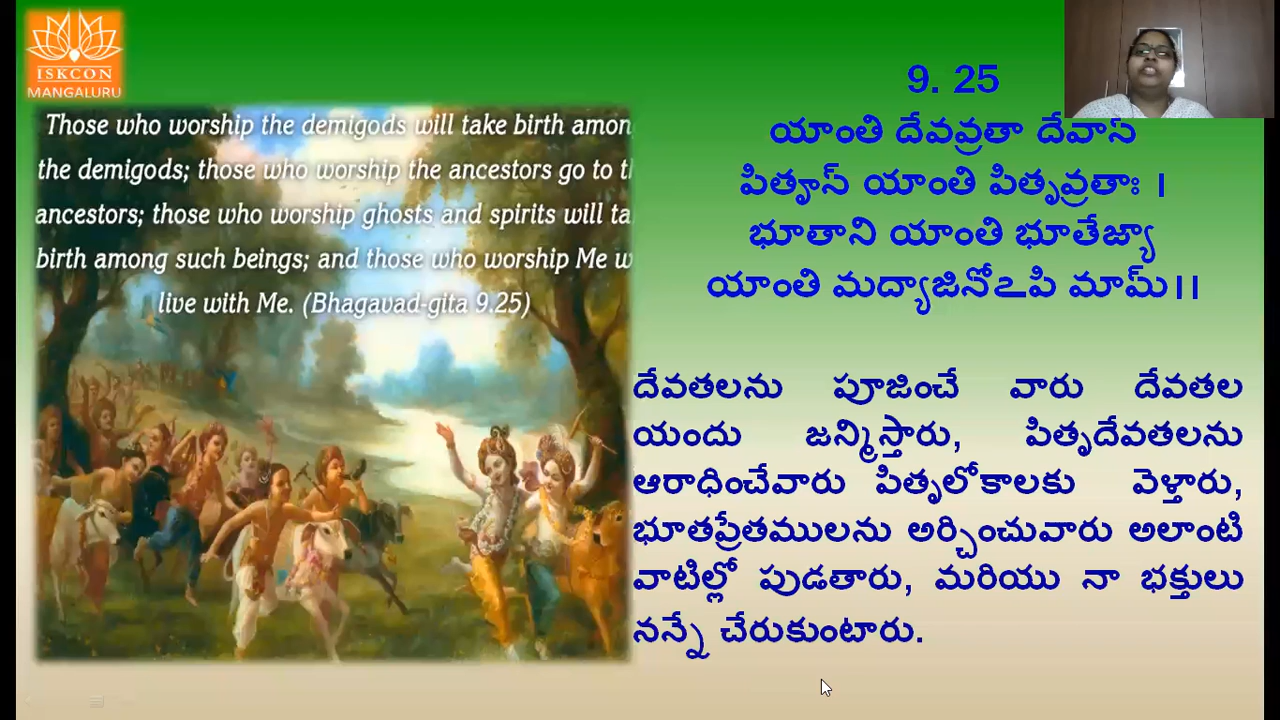 ISKCON
MANGALURU
Those who worship the demigods will take birth amon
the demigods; those who worship the ancestors go to th
ancestors; those who worship ghosts and spirits will ta
birth among such beings; and those who worship Me w
live with Me. (Bhagavad-gita 9.25)
9. 25
యాంతి దేవవ్రతా దేవాన్
పితౄన్ యాంతి పితృవ్రతాః ।
భూతాని యాంతి భూతేజ్యా
యాంతి మద్యాజినోఽపి మామ్।।
దేవతలను పూజించే వారు దేవతల
యందు జన్మిస్తారు, పితృదేవతలను
ఆరాధించేవారు పితృలోకాలకు వెళ్తారు,
భూతప్రేతములను అర్చించువారు అలాంటి
వాటిల్లో పుడతారు, మరియు నా భక్తులు
నన్నే చేరుకుంటారు.